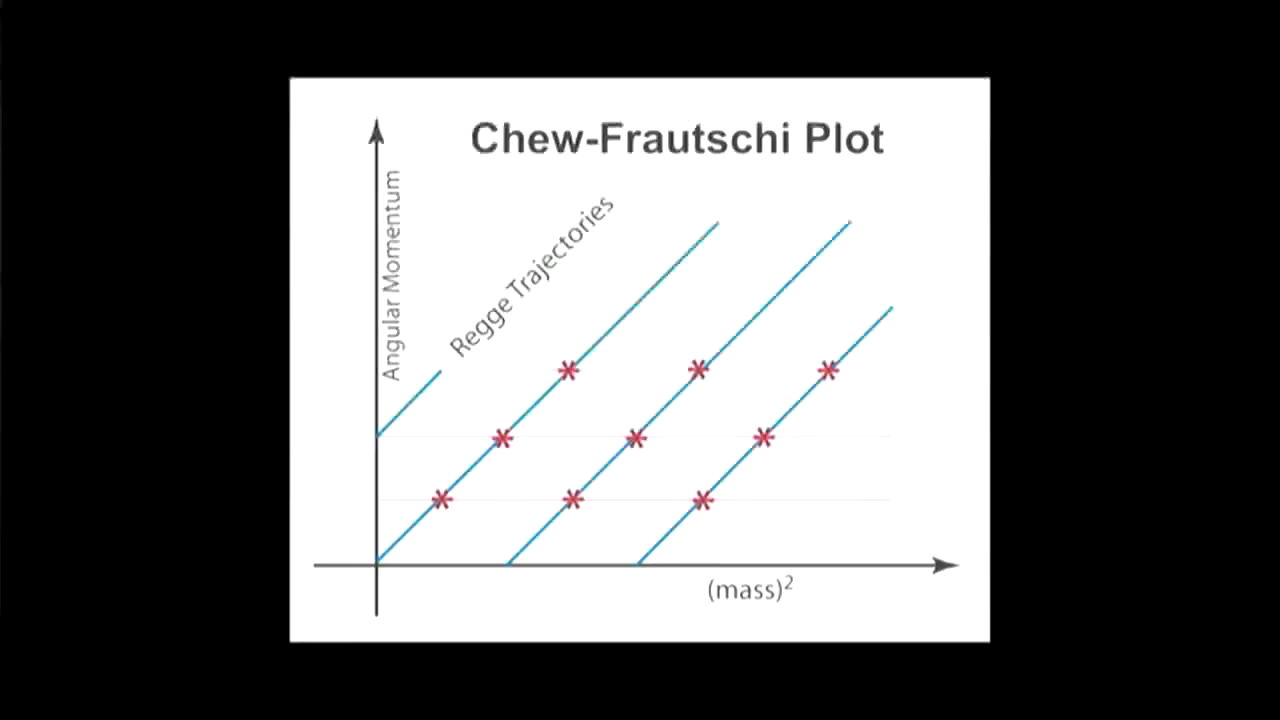 Chew-Frautschi Plot
Angular Momentum
Regge Trajectories
(mass)²